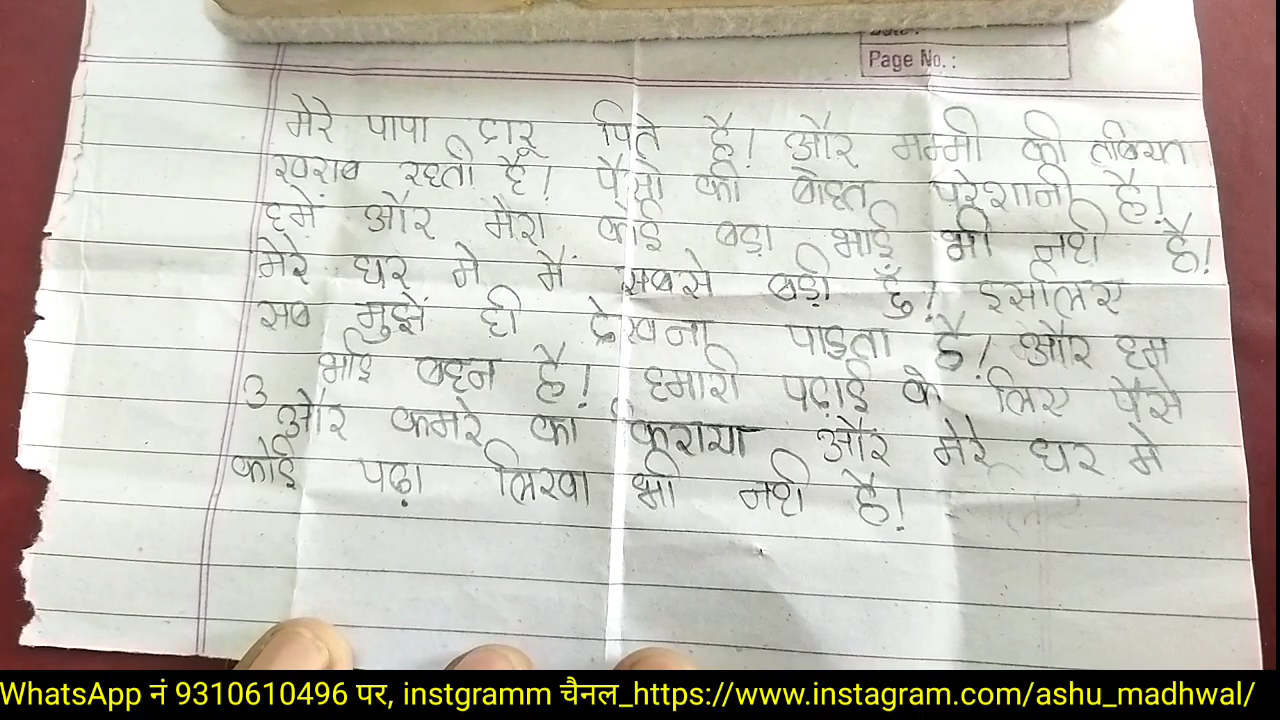 Page No. :
मेरे पापा दारू पिते है। और मम्मी की तबियत
खराब रहती है। पैसो की बोहत परेशानी है।
हमें और मेरा कोई बड़ा भाई भी नही है।
मेरे घर मे मैं सबसे बड़ी हुँ। इसलिए
सब मुझे ही देखना पाड़ता है। और हम
3 भाई बहन है। हमारी पढ़ाई के लिए पैसे
और कमरे का किराया और मेरे घर मे
कोई पढ़ा लिखा भी नही है।
WhatsApp नं 9310610496 पर, instgramm चैनल_https://www.instagram.com/ashu_madhwal/